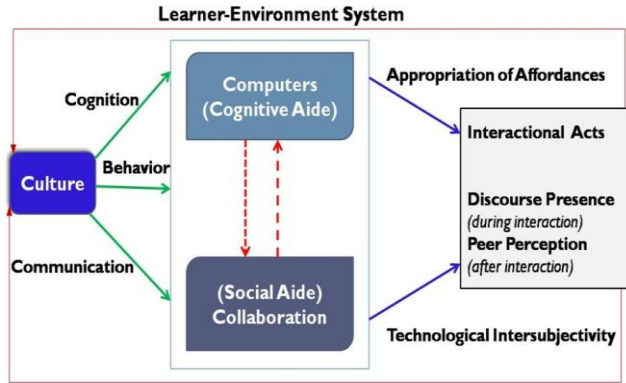 Learner-Environment System
Computers
(Cognitive Aide)
Appropriation of Affordances
Cognition
Interactional Acts
Behavior
Culture
Discourse Presence
(during interaction)
Peer Perception
(after interaction)
Communication
(Social Aide)
Collaboration
Technological Intersubjectivity